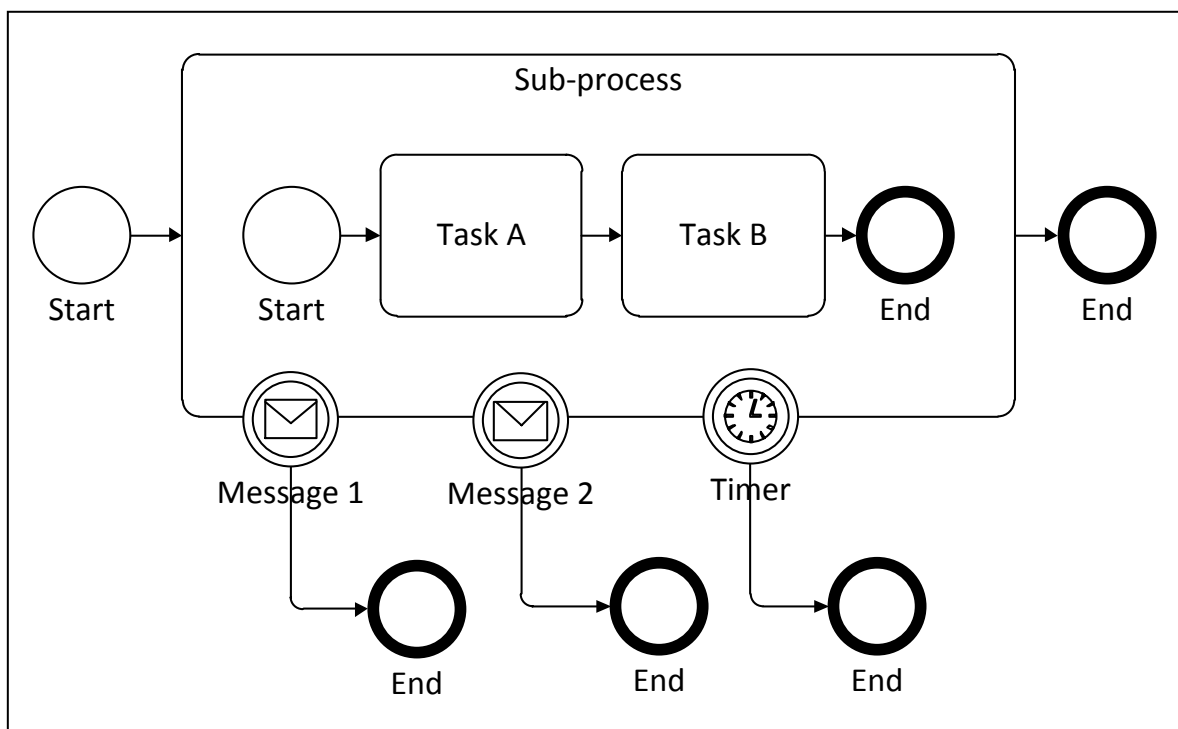 Sub-process
Task A
Task B
Start
Start
End
End
Message 1
Message 2
Timer
End
End
End